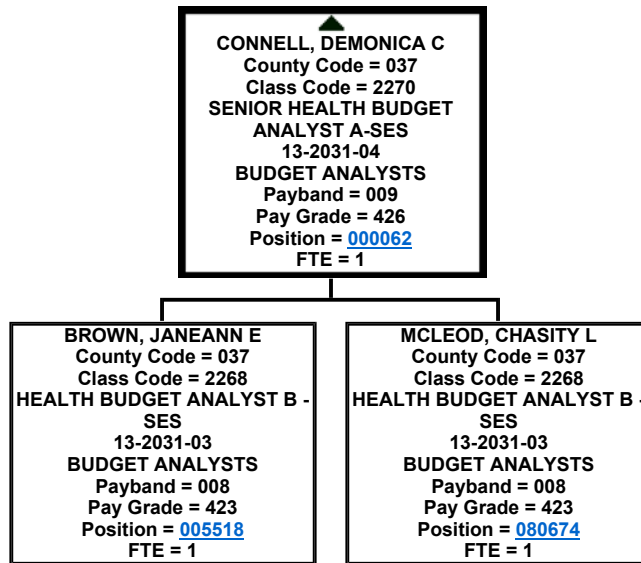 CONNELL, DEMONICA C
County Code = 037
Class Code = 2270
SENIOR HEALTH BUDGET
ANALYST A-SES
13-2031-04
BUDGET ANALYSTS
Payband = 009
Pay Grade = 426
Position = 000062
FTE = 1
BROWN, JANEANN E
County Code = 037
Class Code = 2268
HEALTH BUDGET ANALYST B -
SES
13-2031-03
BUDGET ANALYSTS
Payband = 008
Pay Grade = 423
Position = 005518
FTE = 1
MCLEOD, CHASITY L
County Code = 037
Class Code = 2268
HEALTH BUDGET ANALYST B -
SES
13-2031-03
BUDGET ANALYSTS
Payband = 008
Pay Grade = 423
Position = 080674
FTE = 1